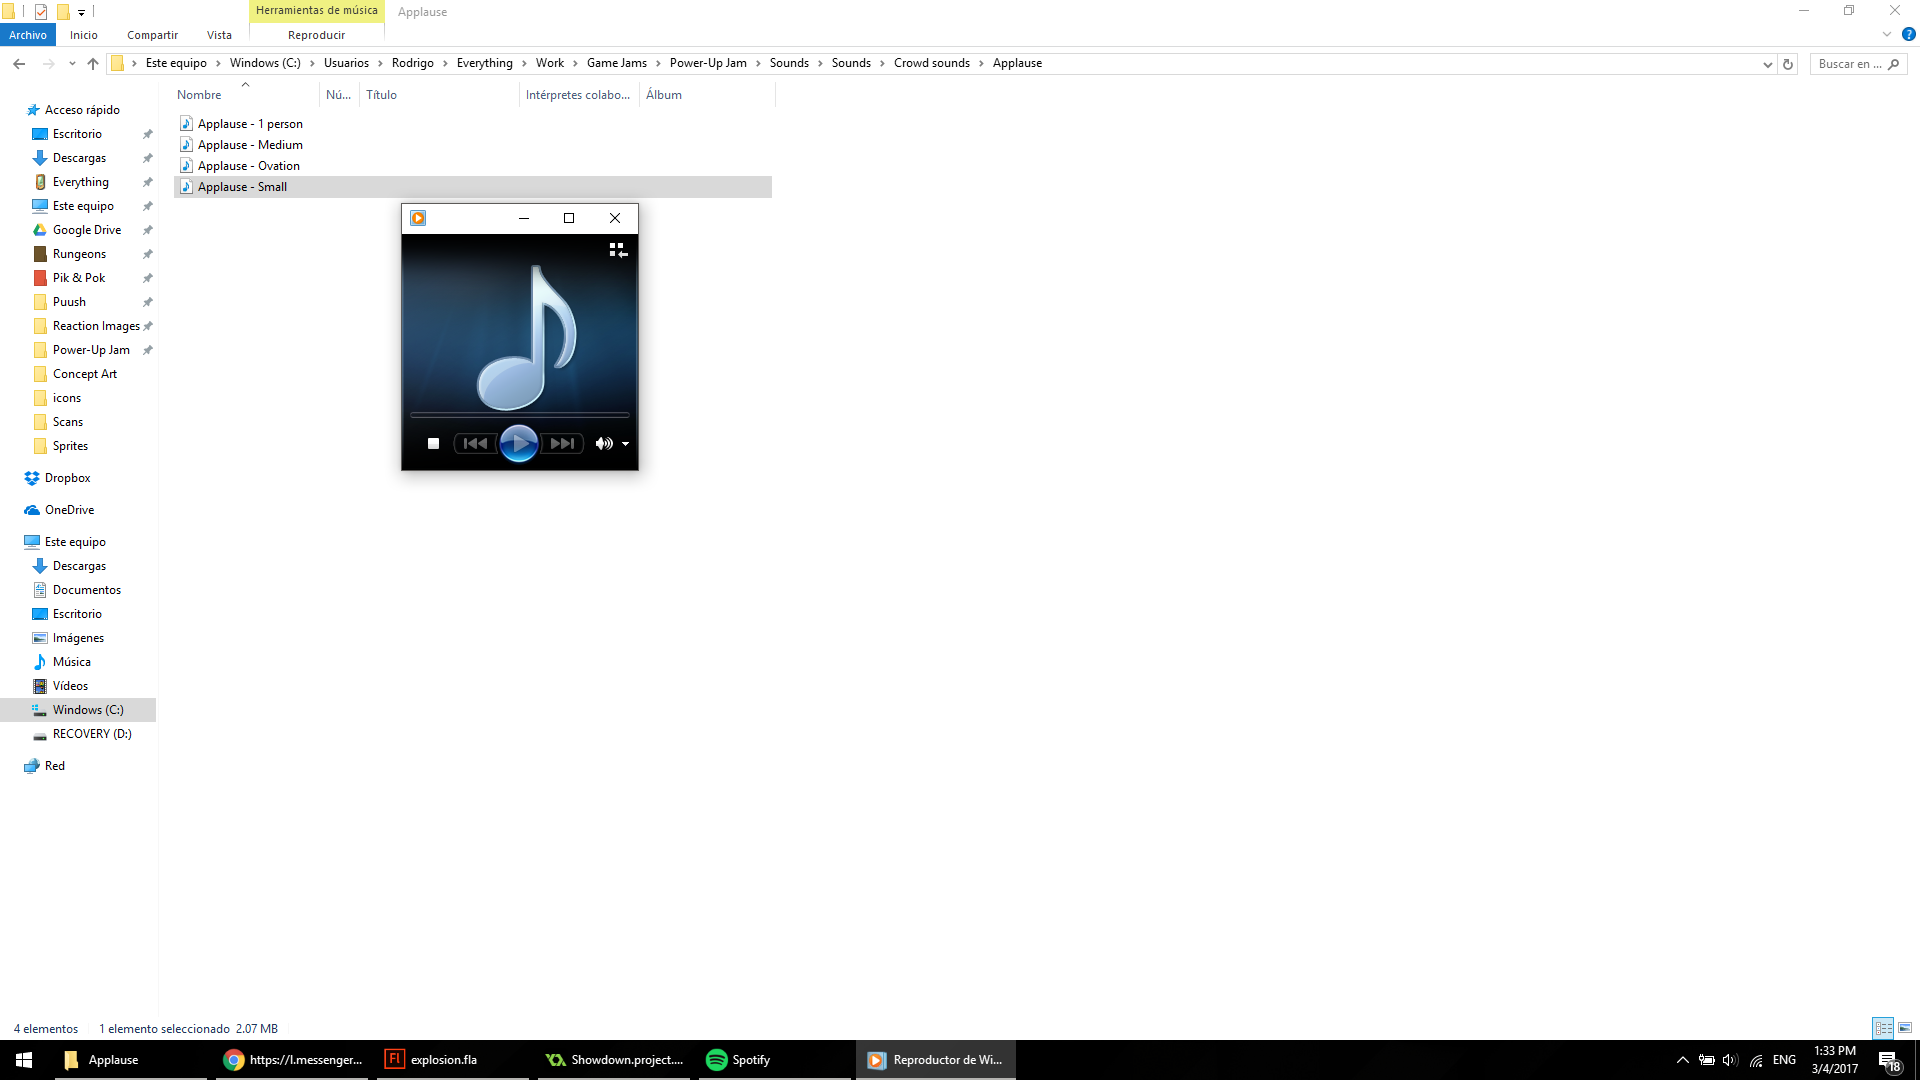 Herramientas de música
Applause
Archivo
Inicio
Compartir
Vista
Reproducir
Este equipo
Windows (C:)
Usuarios
Rodrigo
Everything
Work
Game Jams
Power-Up Jam
Sounds
Sounds
Crowd sounds
Applause
Buscar en ...
Nombre
Nú...
Título
Intérpretes colabo...
Álbum
Applause - 1 person
Applause - Medium
Applause - Ovation
Applause - Small
Acceso rápido
Escritorio
Descargas
Everything
Este equipo
Google Drive
Rungeons
Pik & Pok
Puush
Reaction Images
Power-Up Jam
Concept Art
icons
Scans
Sprites
Dropbox
OneDrive
Este equipo
Descargas
Documentos
Escritorio
Imágenes
Música
Vídeos
Windows (C:)
RECOVERY (D:)
Red
4 elementos
1 elemento seleccionado 2.07 MB
Applause
https://l.messenger...
Fl
explosion.fla
Showdown.project....
Spotify
Reproductor de Wi...
ENG
1:33 PM
3/4/2017
18